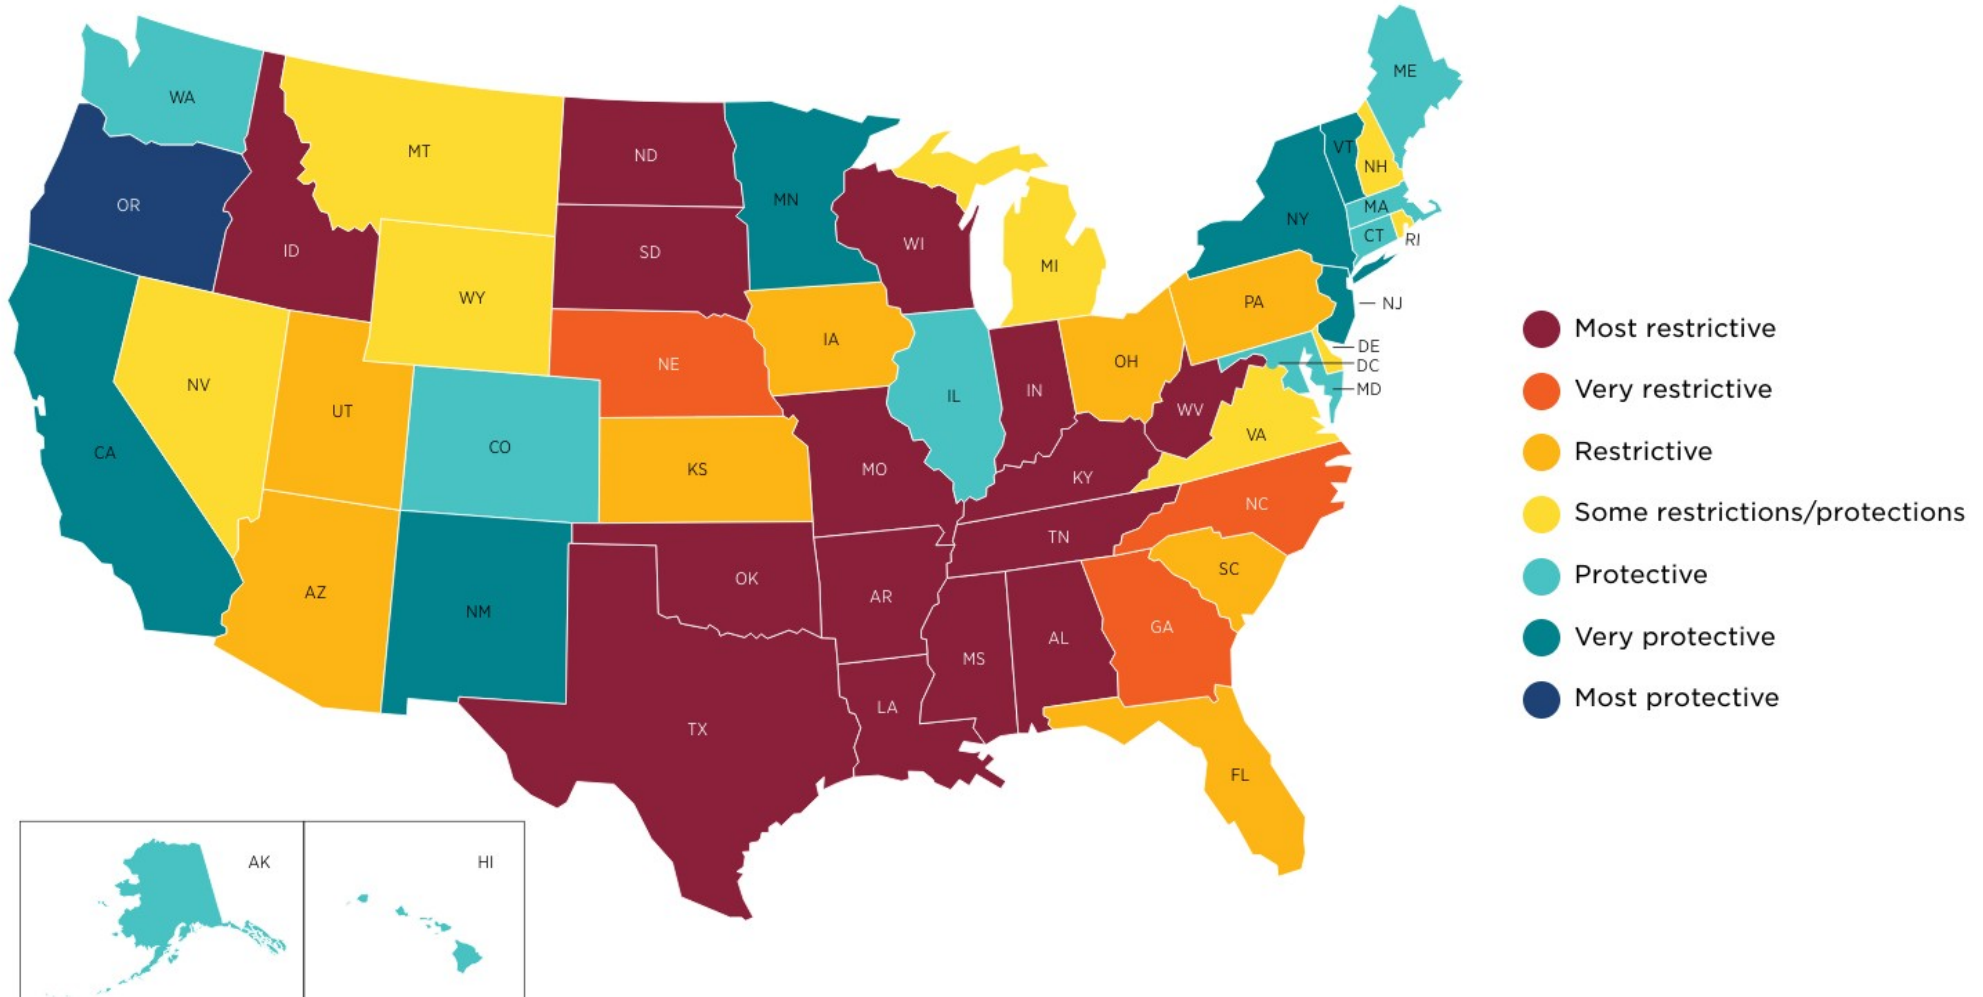 ME
WA
MT
ND
VT
NH
MN
OR
MA
NY
CT
RI
WI
ID
SD
MI
WY
PA
NJ
Most restrictive
IA
DE
NE
OH
DC
NV
IN
MD
Very restrictive
IL
UT
WV
VA
CO
CA
Restrictive
KS
MO
KY
NC
Some restrictions/protections
TN
SC
OK
Protective
AZ
AR
NM
GA
AL
Very protective
MS
LA
Most protective
TX
FL
AK
HI